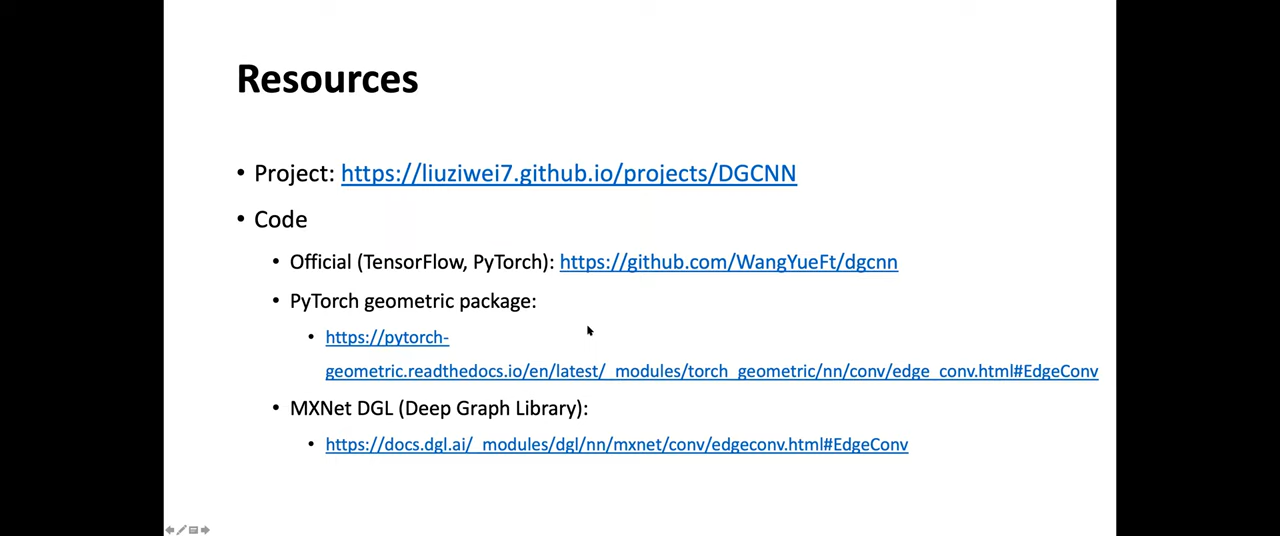 Resources
• Project: https://liuziwei7.github.io/projects/DGCNN
• Code
• Official (TensorFlow, PyTorch): https://github.com/WangYueFt/dgcnn
• PyTorch geometric package:
• https://pytorch-
geometric.readthedocs.io/en/latest/_modules/torch_geometric/nn/conv/edge_conv.html#EdgeConv
• MXNet DGL (Deep Graph Library):
• https://docs.dgl.ai/_modules/dgl/nn/mxnet/conv/edgeconv.html#EdgeConv